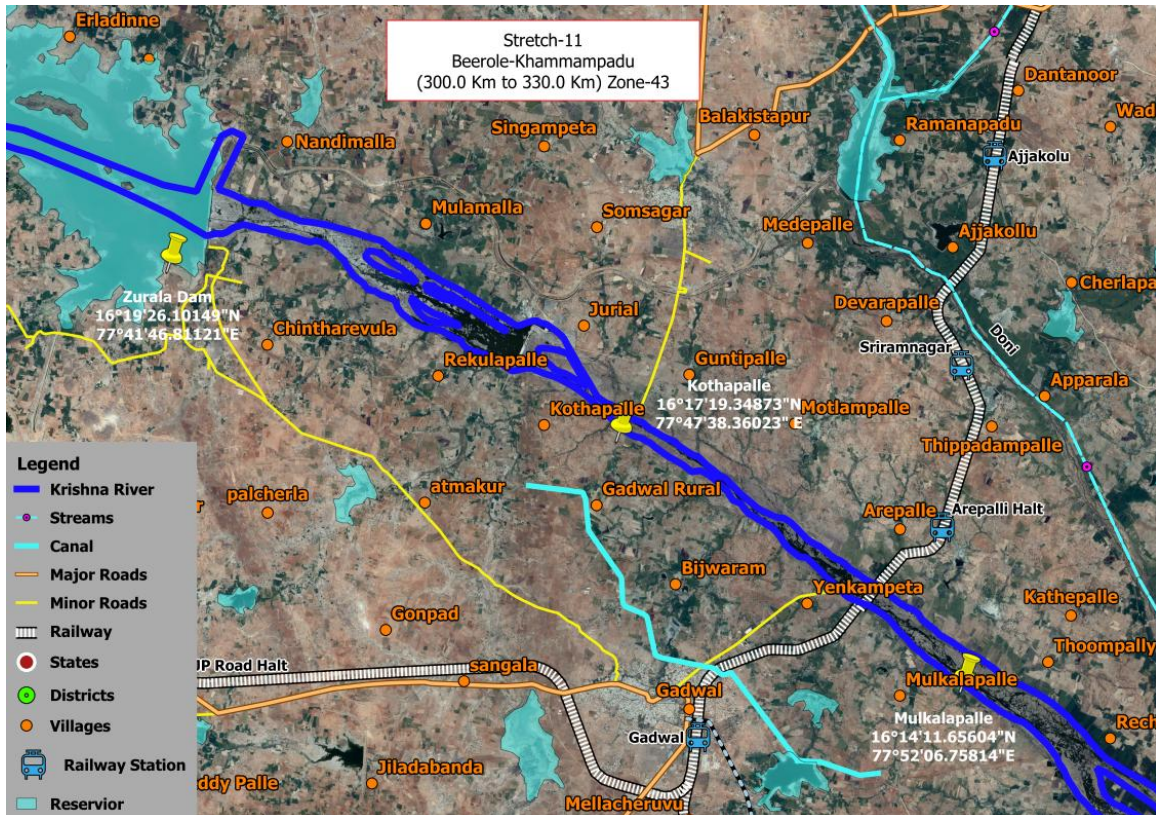 Erladinne
Stretch-11
Beerole-Khammampadu
(300.0 Km to 330.0 Km) Zone-43
Dantanoor
Wad
Balakistapur
Singampeta
Ramanapadu
Nandimalla
Ajjakolu
Mulamalla
Somsagar
Medepalle
Ajjakollu
Cherlapa
Zurala Dam
16°19'26.10149"N
77°41'46.81121"E
Devarapalle
Jurial
Chintharevula
Doni
Sriramnagar
Rekulapalle
Guntipalle
Kothapalle
16°17'19.34873"N
77°47'38.36023" E
Apparala
Kothapalle
Motlampalle
Thippadampalle
Legend
Krishna River
Streams
Canal
Major Roads
Minor Roads
Railway
States
Districts
Villages
Railway Station
Reservior
r
palcherla
atmakur
Gadwal Rural
Arepalli Halt
Arepalle
Bijwaram
Yenkampeta
Kathepalle
Gonpad
Thoompally
JP Road Halt
sangala
Mulkalapalle
Gadwal
Mulkalapalle
16°14'11.65604"N
77°52'06.75814"E
Rech
Gadwal
ddy Palle
Jiladabanda
Mellacheruvu